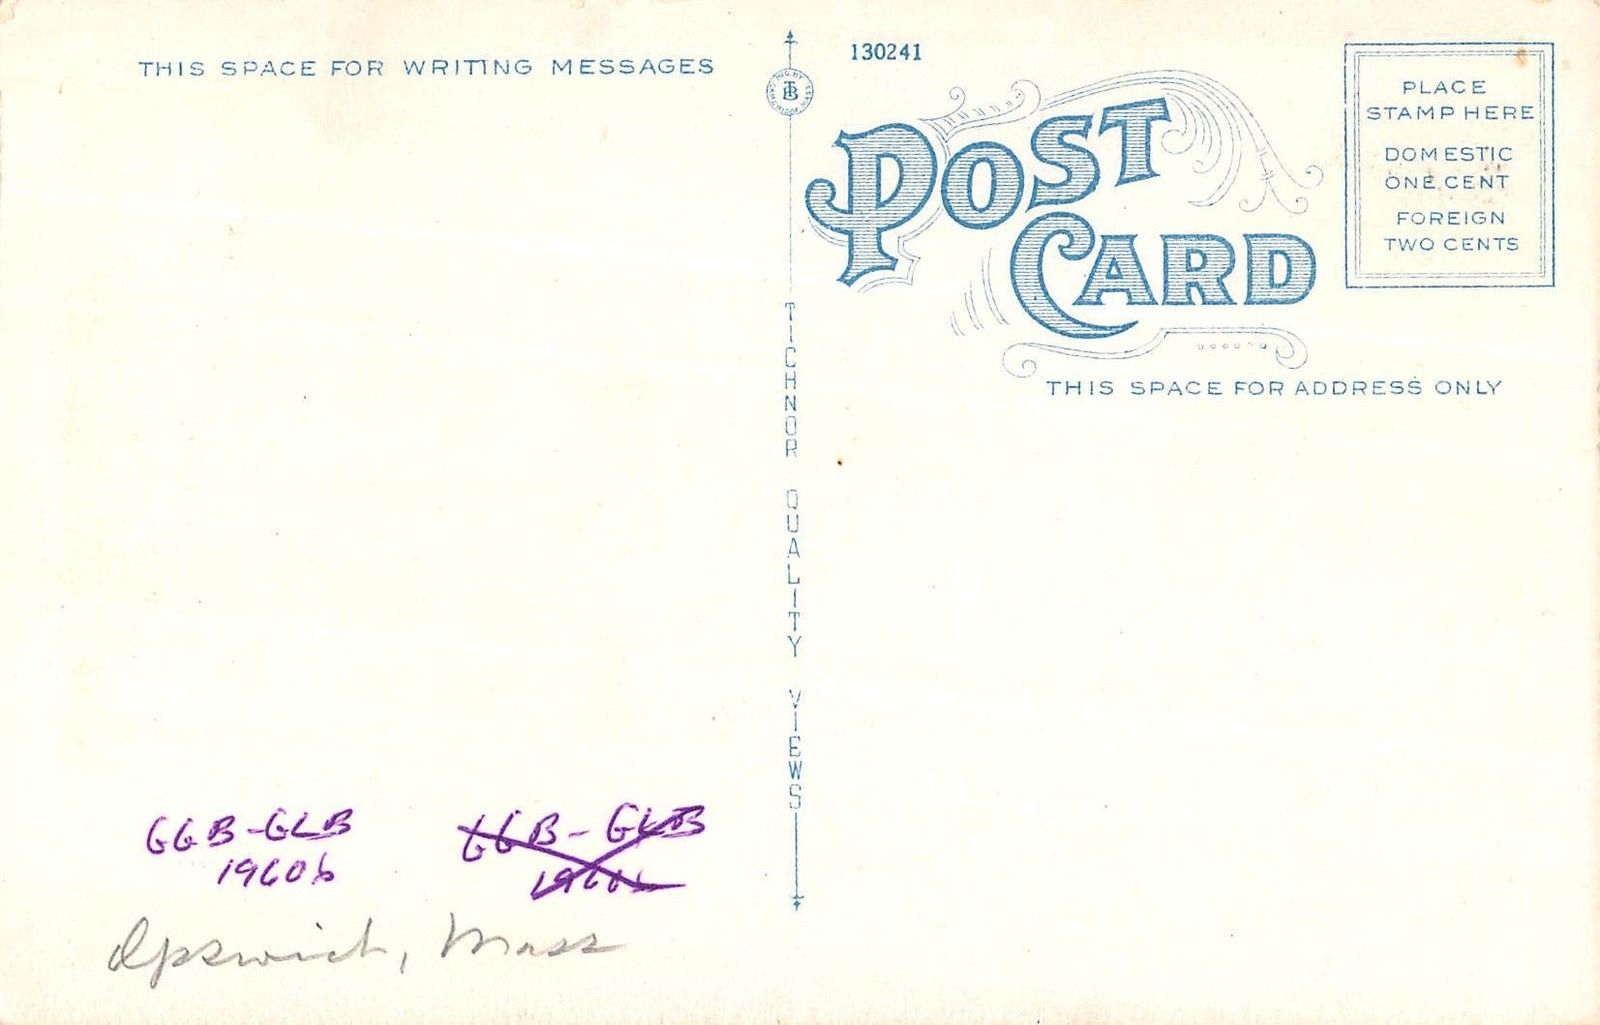 THIS SPACE FOR WRITING MESSAGES
130241
POST
CARD
PLACE
STAMP HERE
DOMESTIC
ONE CENT
FOREIGN
TWO CENTS
THIS SPACE FOR ADDRESS ONLY
TICHNOR QUALITY VIEWS
GGB-GLB
19606
GGB-GLB
Ipswich, Mass